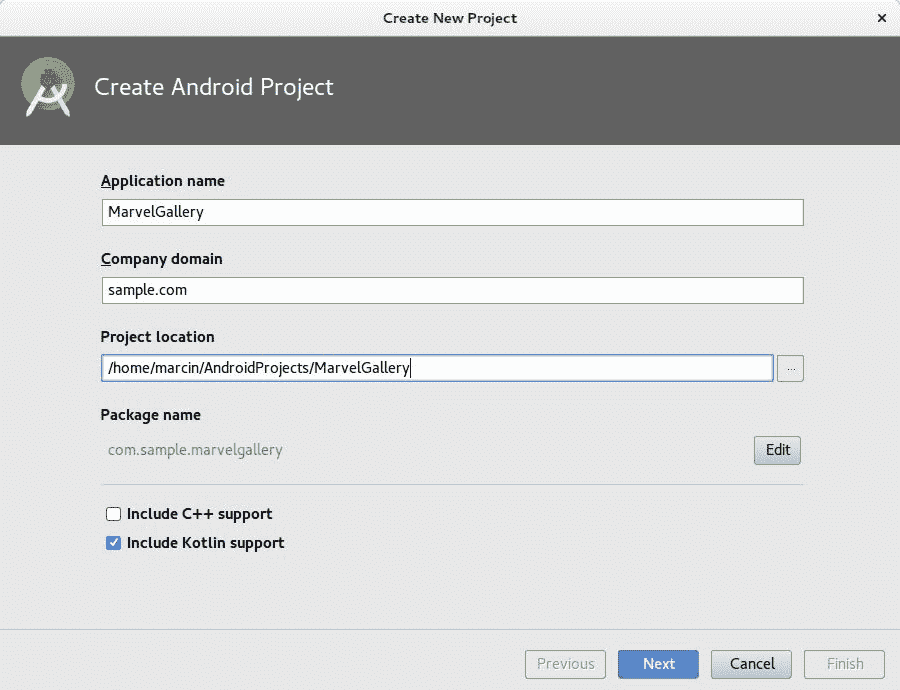 Create New Project
Create Android Project
Application name
MarvelGallery
Company domain
sample.com
Project location
/home/marcin/AndroidProjects/MarvelGallery
...
Package name
com.sample.marvelgallery
Edit
Include C++ support
Include Kotlin support
Previous
Next
Cancel
Finish